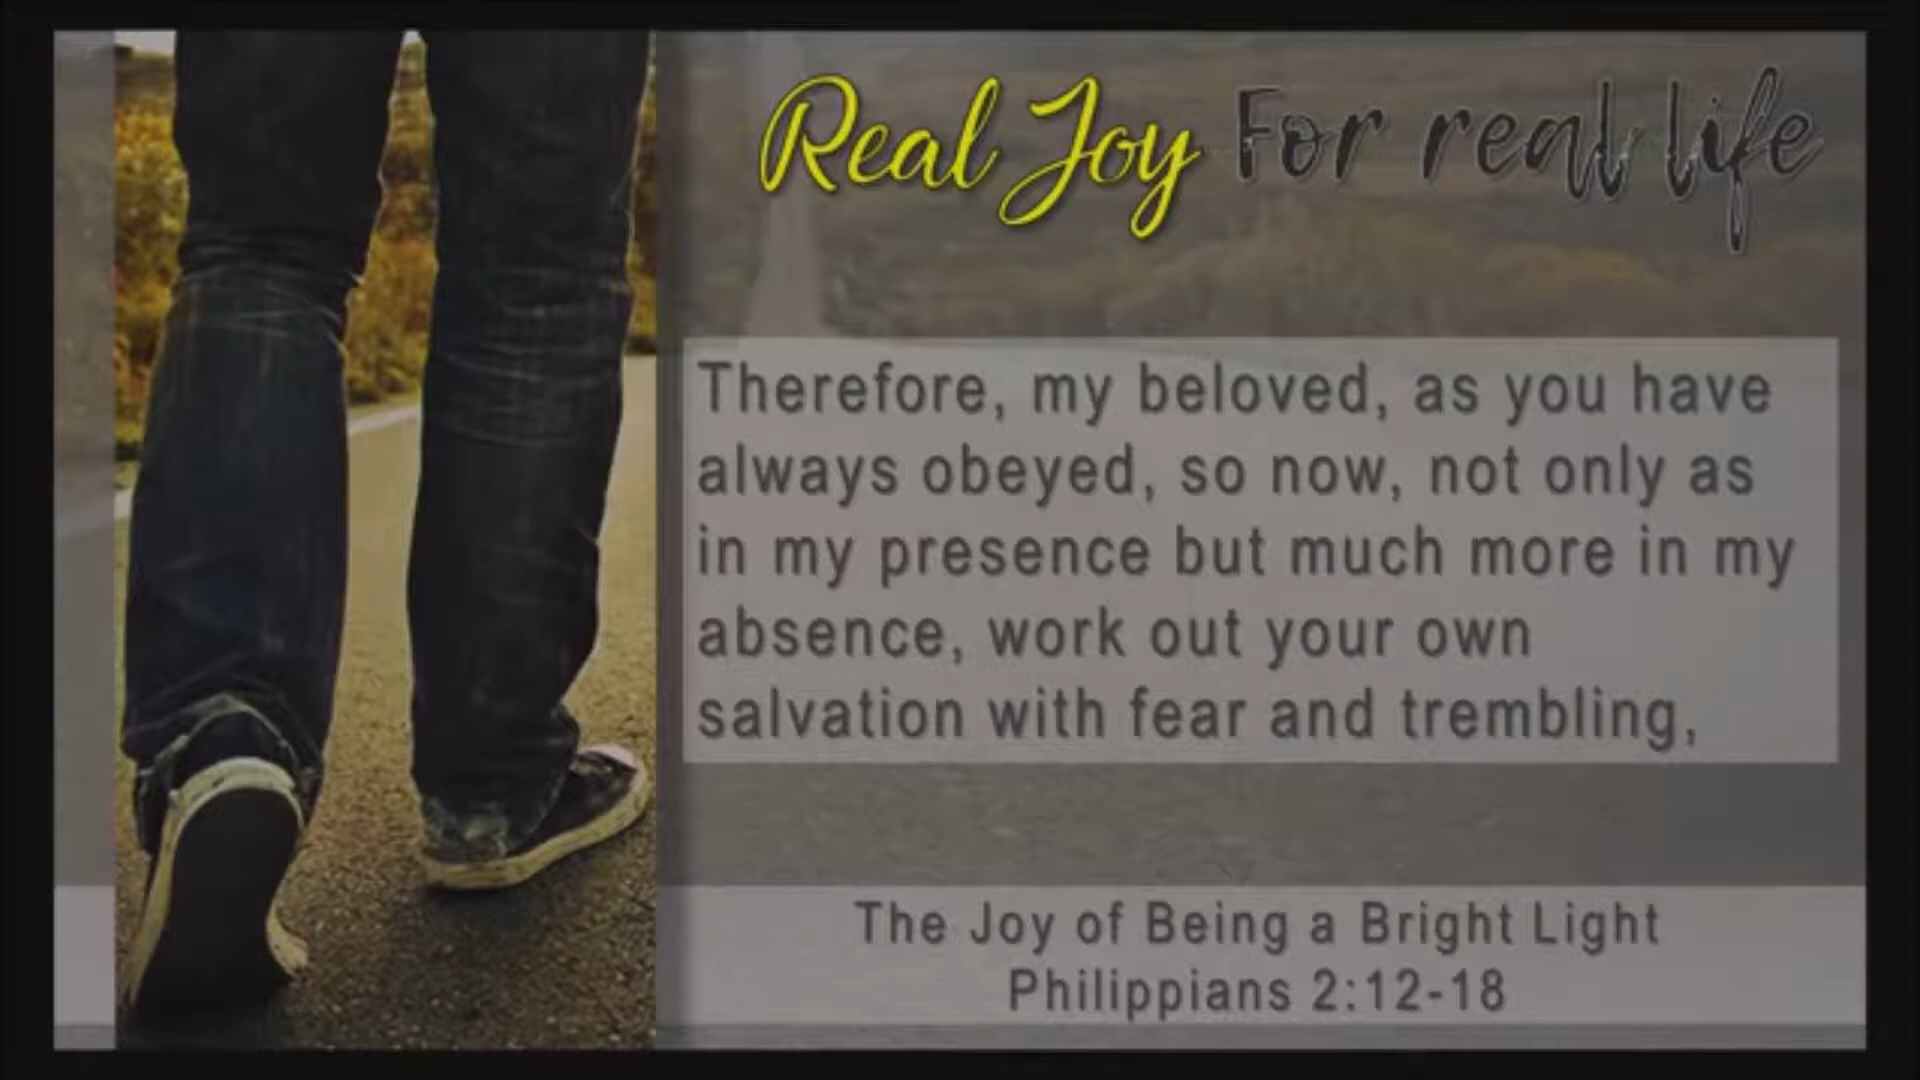 Real Joy For real life
Therefore, my beloved, as you have
always obeyed, so now, not only as
in my presence but much more in my
absence, work out your own
salvation with fear and trembling,
The Joy of Being a Bright Light
Philippians 2:12-18